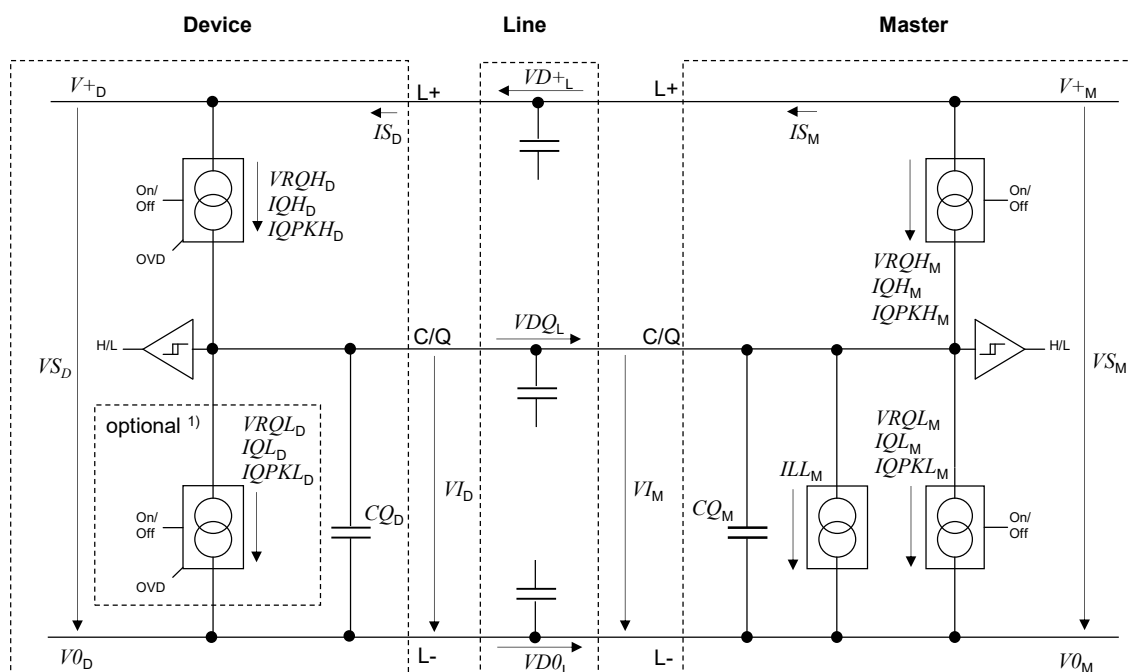 Device
Line
Master
V+D
L+
VD+L
L+
V+M
ISD
ISM
VRQHD
IQHD
IQPKHD
On/
Off
OVD
On/
Off
VRQHM
IQHM
IQPKHM
H/L
C/Q
VDQL
C/Q
H/L
VSD
VSM
optional 1)
VRQLD
IQLD
IQPKLD
VRQLM
IQLM
IQPKLM
ILLM
CQD
VID
VIM
CQM
On/
Off
OVD
On/
Off
V0D
L-
VD0L
L-
V0M